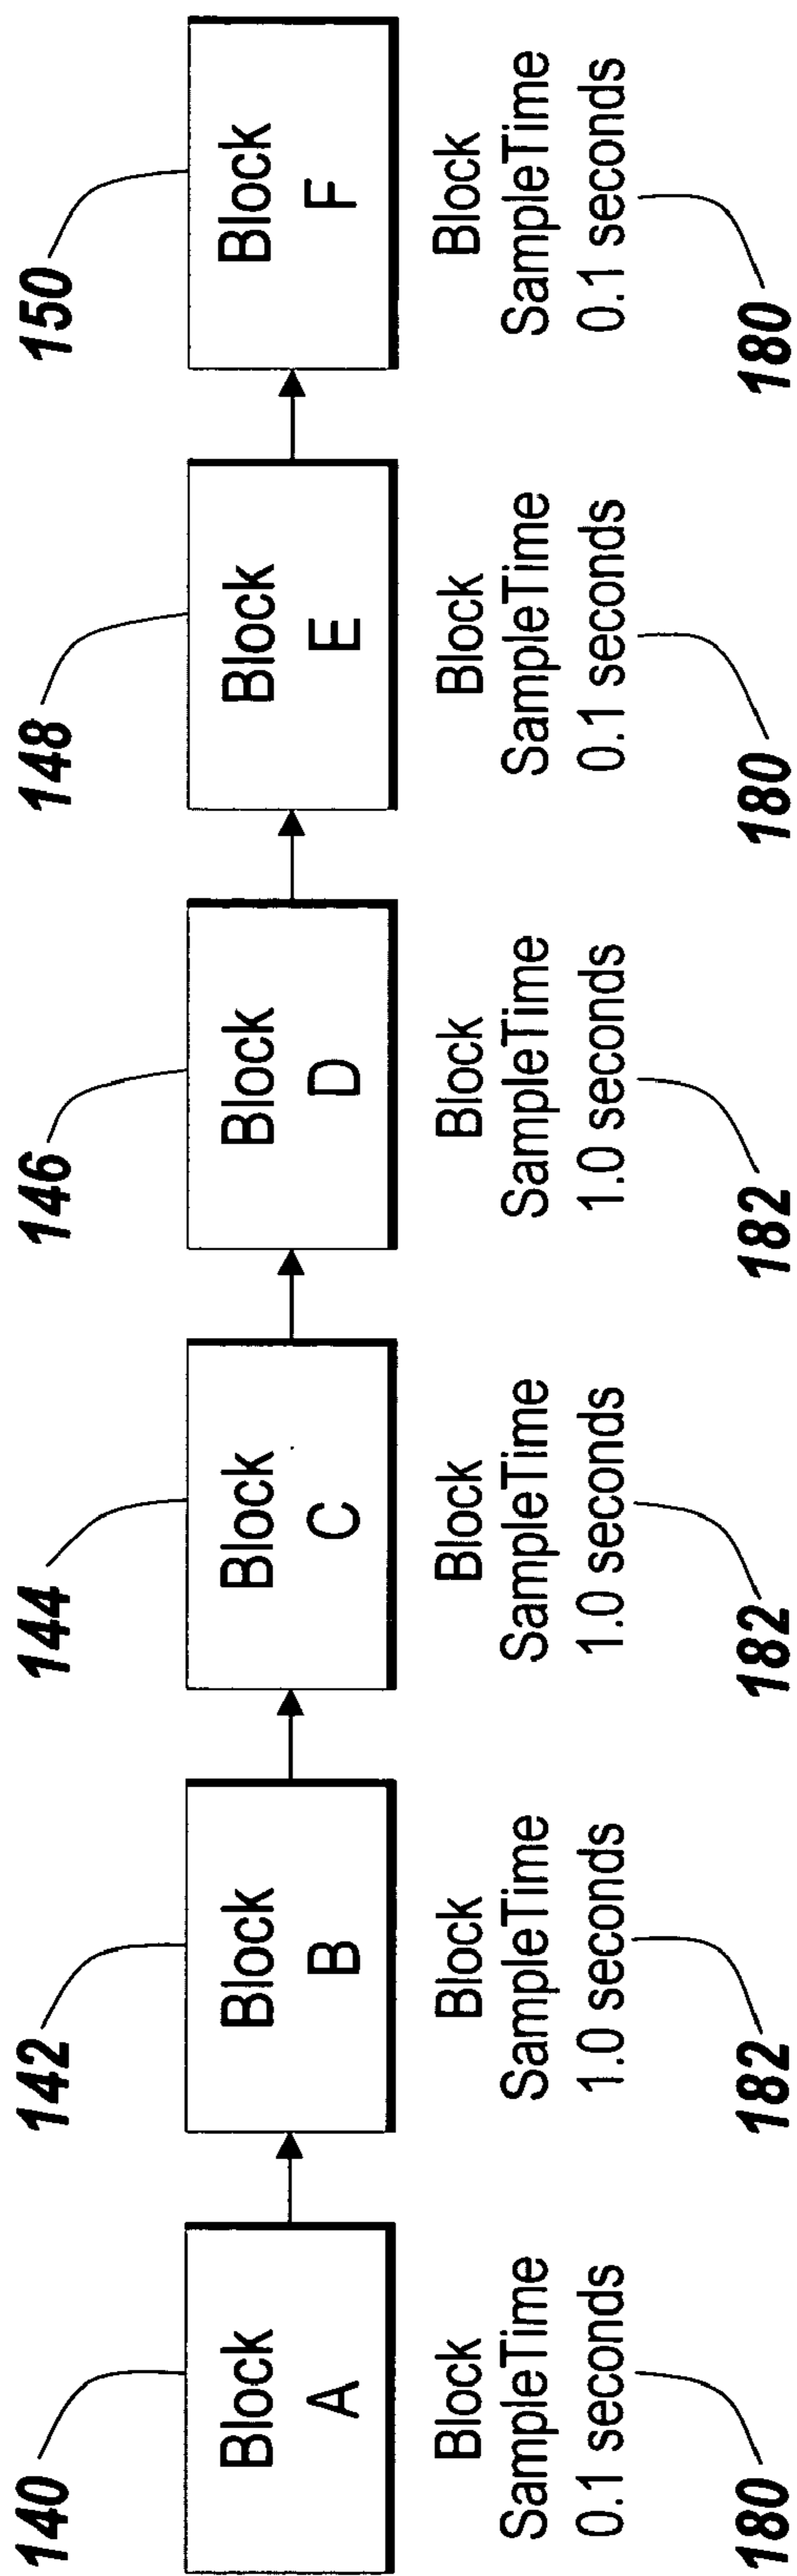 140
142
144
146
148
150
Block
A
Block
B
Block
C
Block
D
Block
E
Block
F
Block
SampleTime
0.1 seconds
Block
SampleTime
1.0 seconds
Block
SampleTime
1.0 seconds
Block
SampleTime
1.0 seconds
Block
SampleTime
0.1 seconds
Block
SampleTime
0.1 seconds
180
182
182
182
180
180